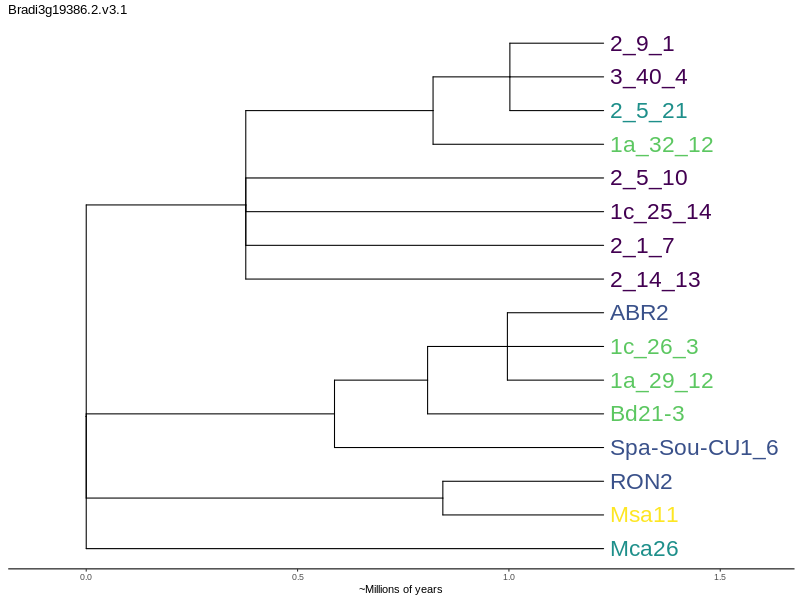 Bradi3g19386.2.v3.1
2_9_1
3_40_4
2_5_21
1a_32_12
2_5_10
1c_25_14
2_1_7
2_14_13
ABR2
1c_26_3
1a_29_12
Bd21-3
Spa-Sou-CU1_6
RON2
Msa11
Mca26
0.0 0.5 1.0 1.5
~Millions of years